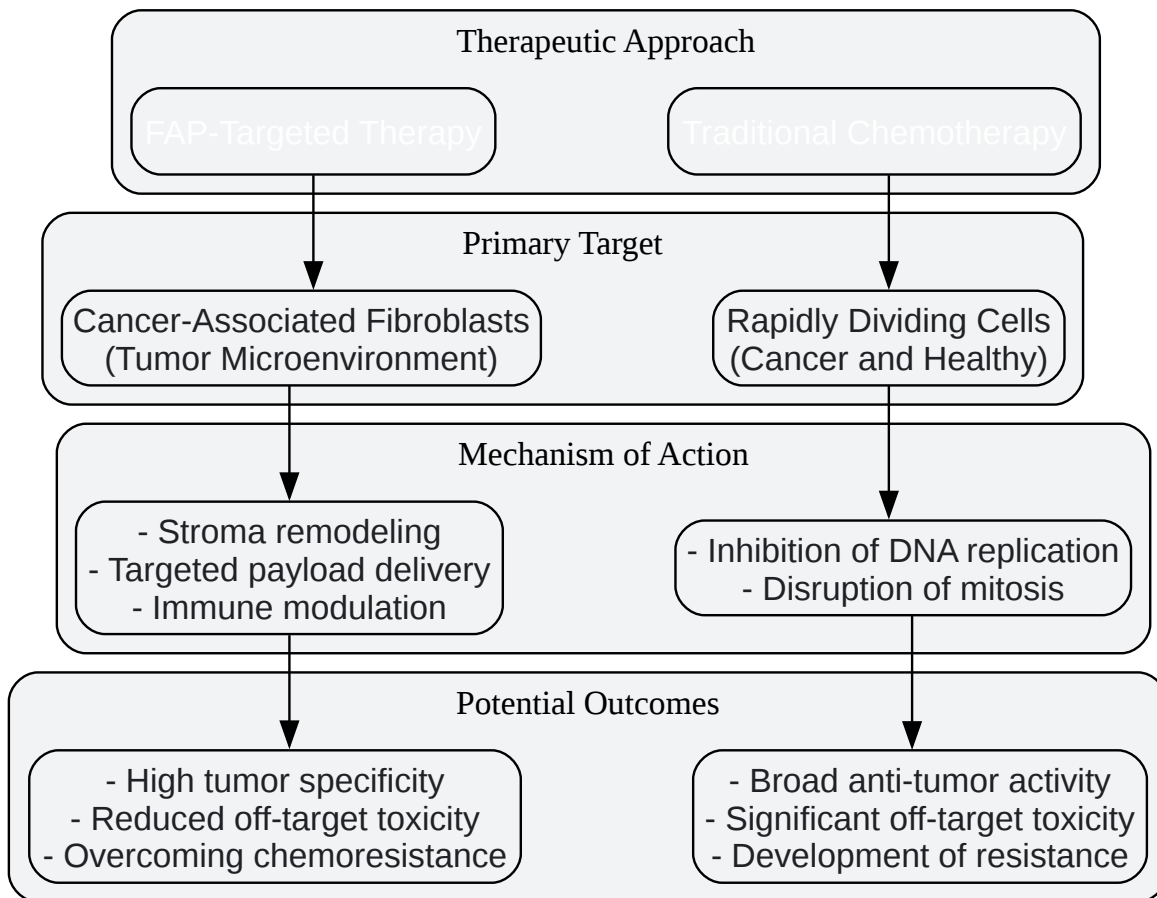 Therapeutic Approach
FAP-Targeted Therapy
Traditional Chemotherapy
Primary Target
Cancer-Associated Fibroblasts
(Tumor Microenvironment)
Rapidly Dividing Cells
(Cancer and Healthy)
Mechanism of Action
- Stroma remodeling
- Targeted payload delivery
- Immune modulation
- Inhibition of DNA replication
- Disruption of mitosis
Potential Outcomes
- High tumor specificity
- Reduced off-target toxicity
- Overcoming chemoresistance
- Broad anti-tumor activity
- Significant off-target toxicity
- Development of resistance